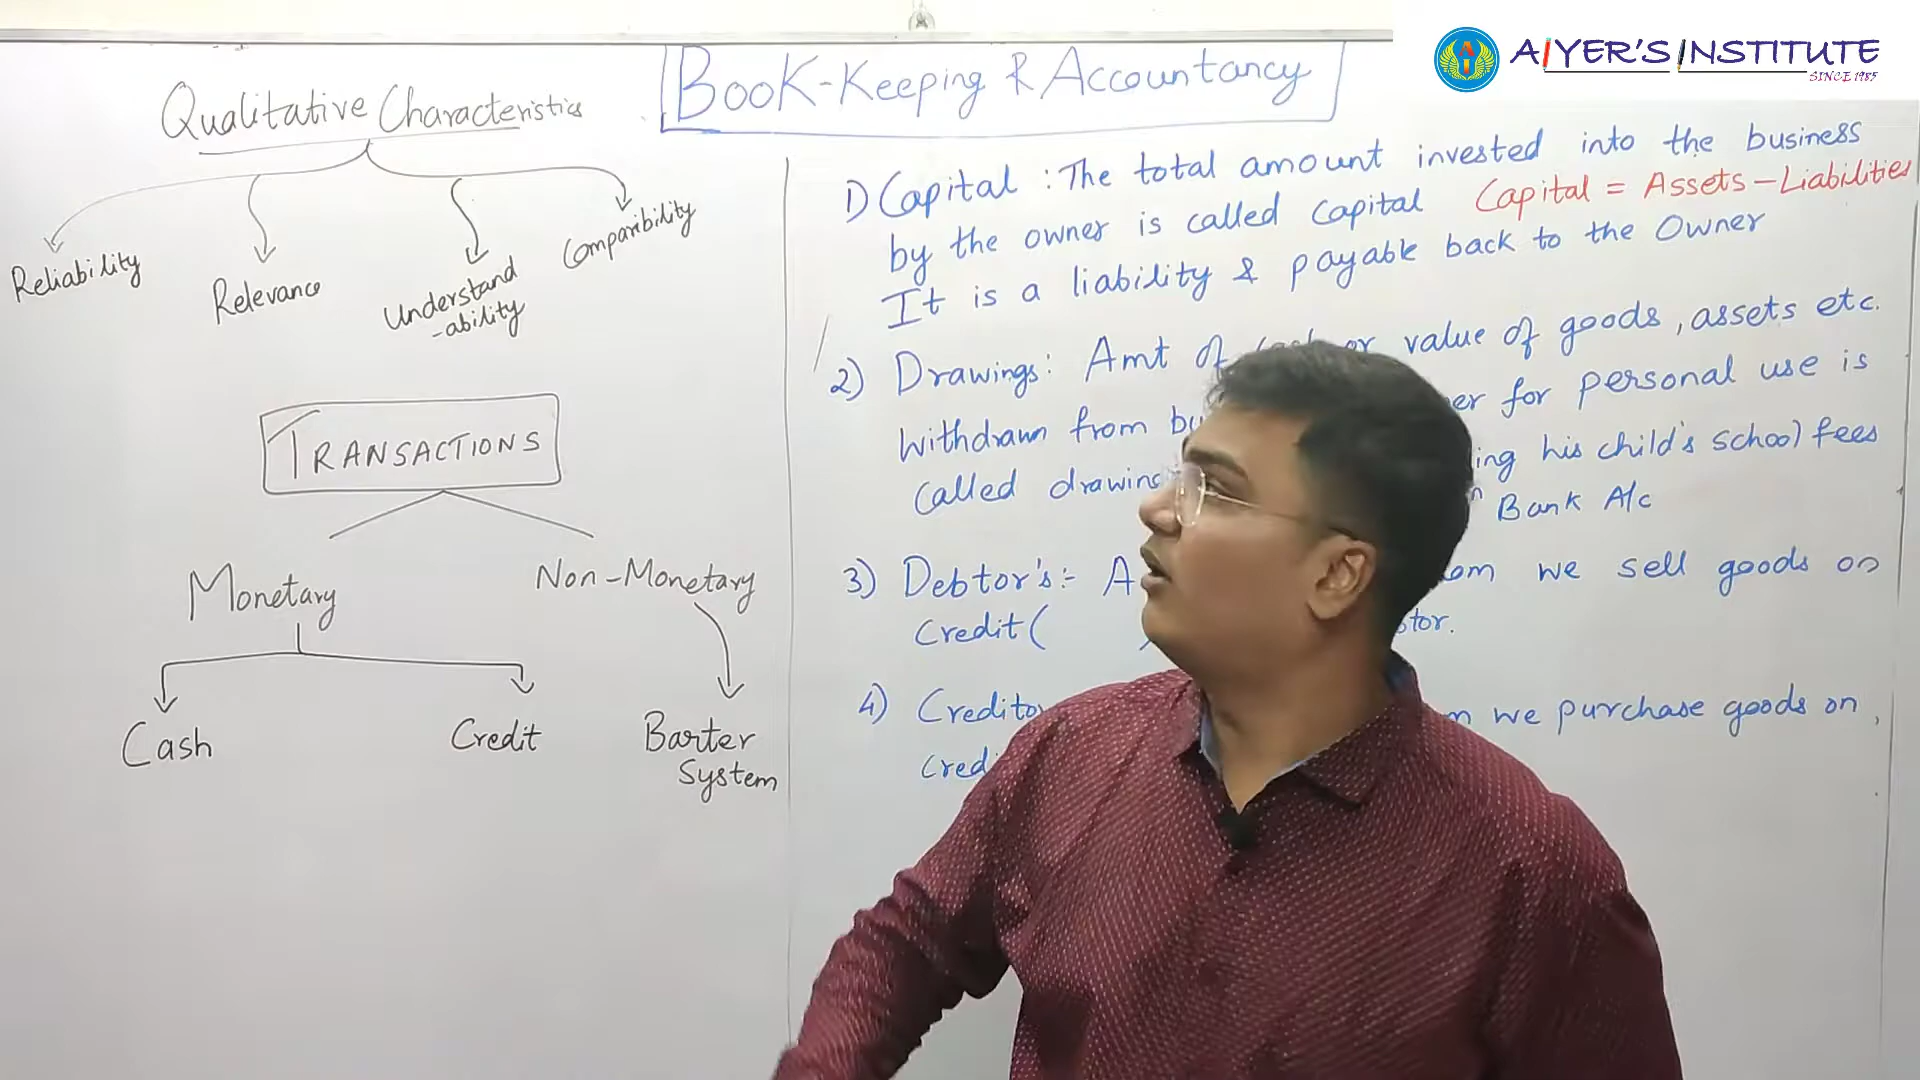 AIYER'S INSTITUTE
SINCE 1985
BooK-Keeping & Accountancy
Qualitative Characteristics
Reliability
Relevance
Understand
-ability
Comparibility
TRANSACTIONS
Monetary
Non-Monetary
Cash
Credit
Barter
System
1) Capital : The total amount invested into the business
by the owner is called capital Capital = Assets - Liabilities
It is a liability & payable back to the Owner
2) Drawings: Amt of or value of goods, assets etc.
withdrawn from for personal use is
called his child's school fees
Bank A/c
3) Debtor's:- A we sell goods on
Credit (
4) we purchase goods on